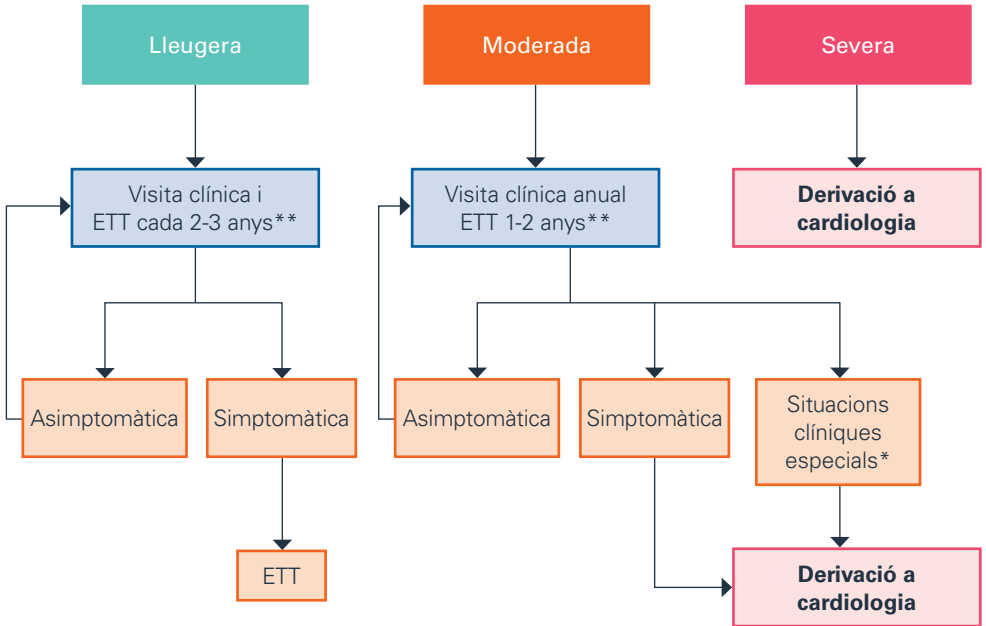 Lleugera
Moderada
Severa
Visita clínica i
ETT cada 2-3 anys**
Visita clínica anual
ETT 1-2 anys**
Derivació a
cardiologia
Asimptomàtica
Simptomàtica
Asimptomàtica
Simptomàtica
Situacions
clíniques
especials*
ETT
Derivació a
cardiologia